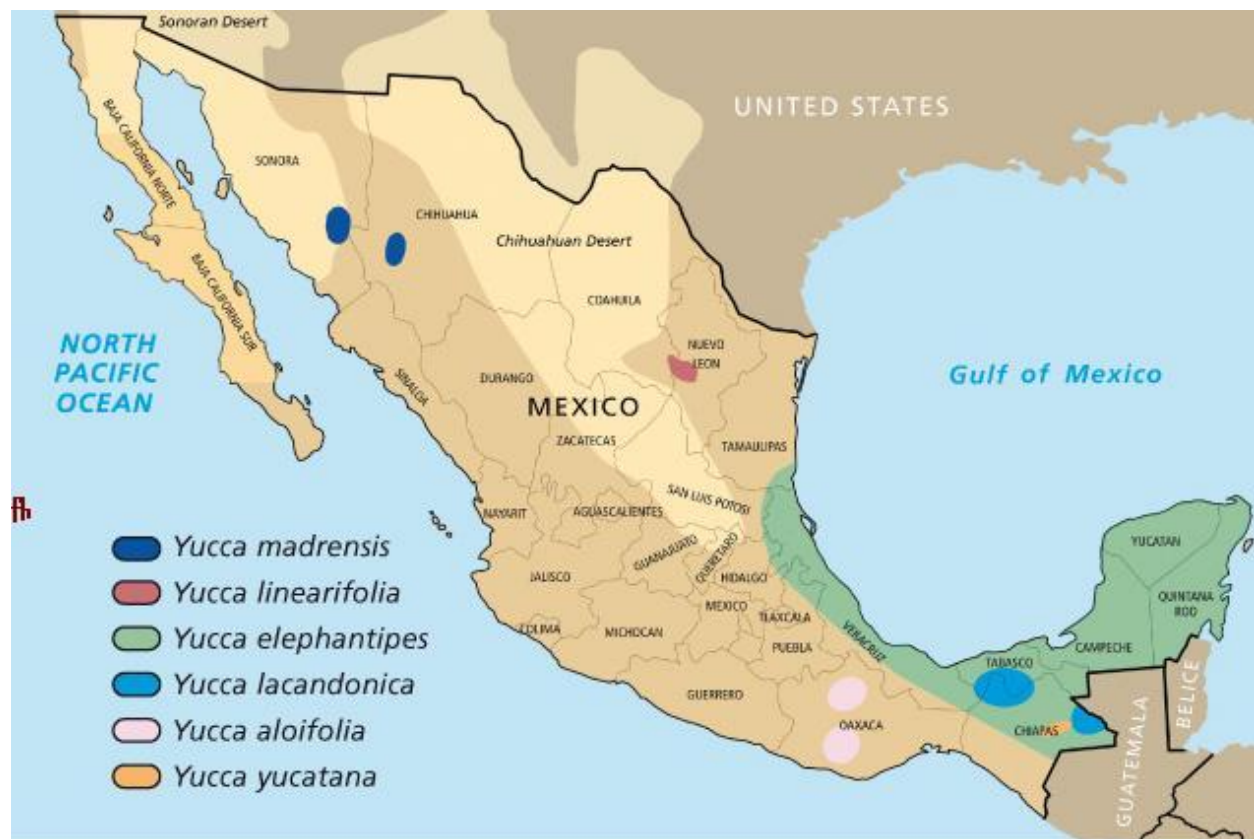 Sonoran Desert
UNITED STATES
BAJA CALIFORNIA NORTE
SONORA
CHIHUAHUA
Chihuahuan Desert
BAJA CALIFORNIA SUR
COAHUILA
NORTH
PACIFIC
OCEAN
NUEVO
LEON
Gulf of Mexico
SINALOA
DURANGO
MEXICO
ZACATECAS
TAMAULIPAS
SAN LUIS POTOSI
NAYARIT
AGUASCALIENTES
GUANAJUATO
QUERETARO
HIDALGO
JALISCO
MEXICO
TLAXCALA
COLIMA
MICHOCAN
PUEBLA
VERACRUZ
GUERRERO
OAXACA
TABASCO
CHIAPAS
CAMPECHE
YUCATAN
QUINTANA
ROO
BELICE
GUATEMALA
fh
Yucca madrensis
Yucca linearifolia
Yucca elephantipes
Yucca lacandonica
Yucca aloifolia
Yucca yucatana